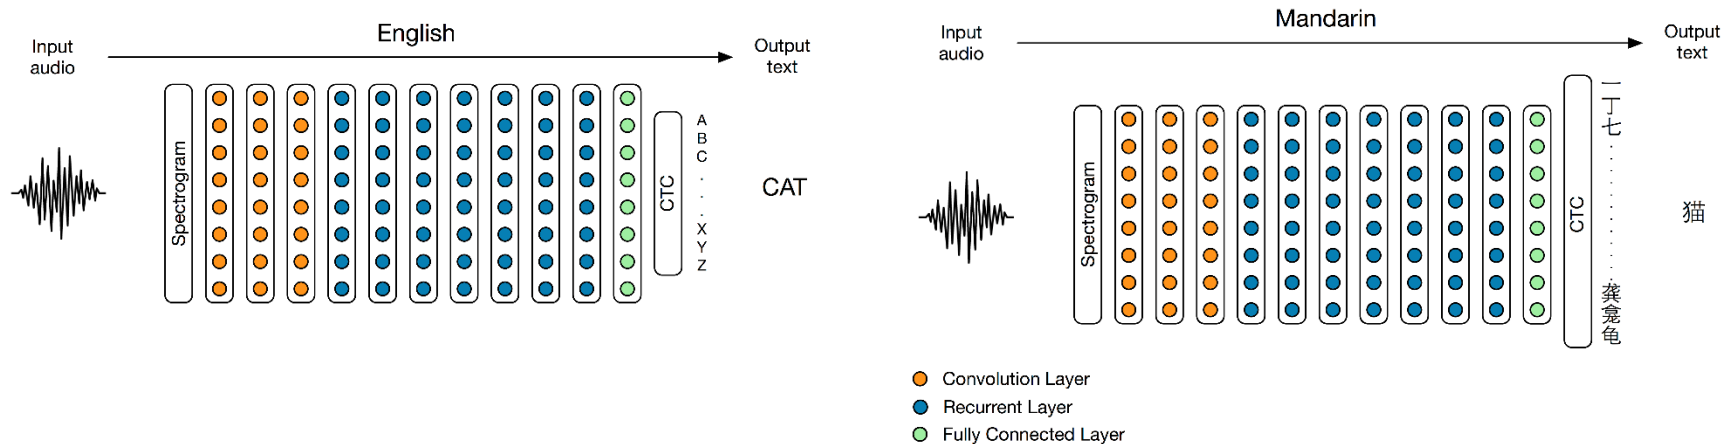 English
Input
audio
Output
text
Spectrogram
CTC
A
B
C
.
.
.
X
Y
Z
CAT
Mandarin
Input
audio
Output
text
Spectrogram
CTC
一
丁
七
龚
龛
龟
猫
Convolution Layer
Recurrent Layer
Fully Connected Layer